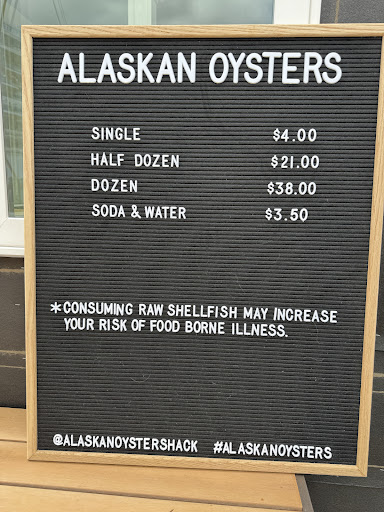 ALASKAN OYSTERS
SINGLE $4.00
HALF DOZEN $21.00
DOZEN $38.00
SODA & WATER $3.50
*CONSUMING RAW SHELLFISH MAY INCREASE
YOUR RISK OF FOOD BORNE ILLNESS.
@ALASKANOYSTERSHACK #ALASKANOYSTERS